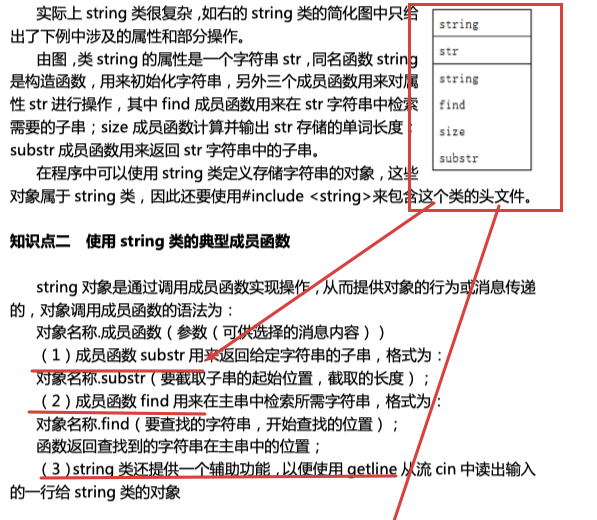 实际上 string 类很复杂,如右的 string 类的简化图中只给
出了下例中涉及的属性和部分操作。
由图,类 string 的属性是一个字符串 str,同名函数 string
是构造函数,用来初始化字符串,另外三个成员函数用来对属
性 str 进行操作,其中 find 成员函数用来在 str 字符串中检索
需要的子串;size 成员函数计算并输出 str 存储的单词长度;
substr 成员函数用来返回 str 字符串中的子串。
在程序中可以使用 string 类定义存储字符串的对象,这些
对象属于 string 类,因此还要使用#include <string>来包含这个类的头文件。
string
str
string
find
size
substr
知识点二 使用 string 类的典型成员函数
string 对象是通过调用成员函数实现操作,从而提供对象的行为或消息传递
的,对象调用成员函数的语法为:
对象名称.成员函数(参数(可供选择的消息内容))
(1)成员函数 substr 用来返回给定字符串的子串,格式为:
对象名称.substr(要截取子串的起始位置,截取的长度);
(2)成员函数 find 用来在主串中检索所需字符串,格式为:
对象名称.find(要查找的字符串,开始查找的位置);
函数返回查找到的字符串在主串中的位置;
(3)string 类还提供一个辅助功能,以便使用 getline 从流 cin 中读出输入
的一行给 string 类的对象